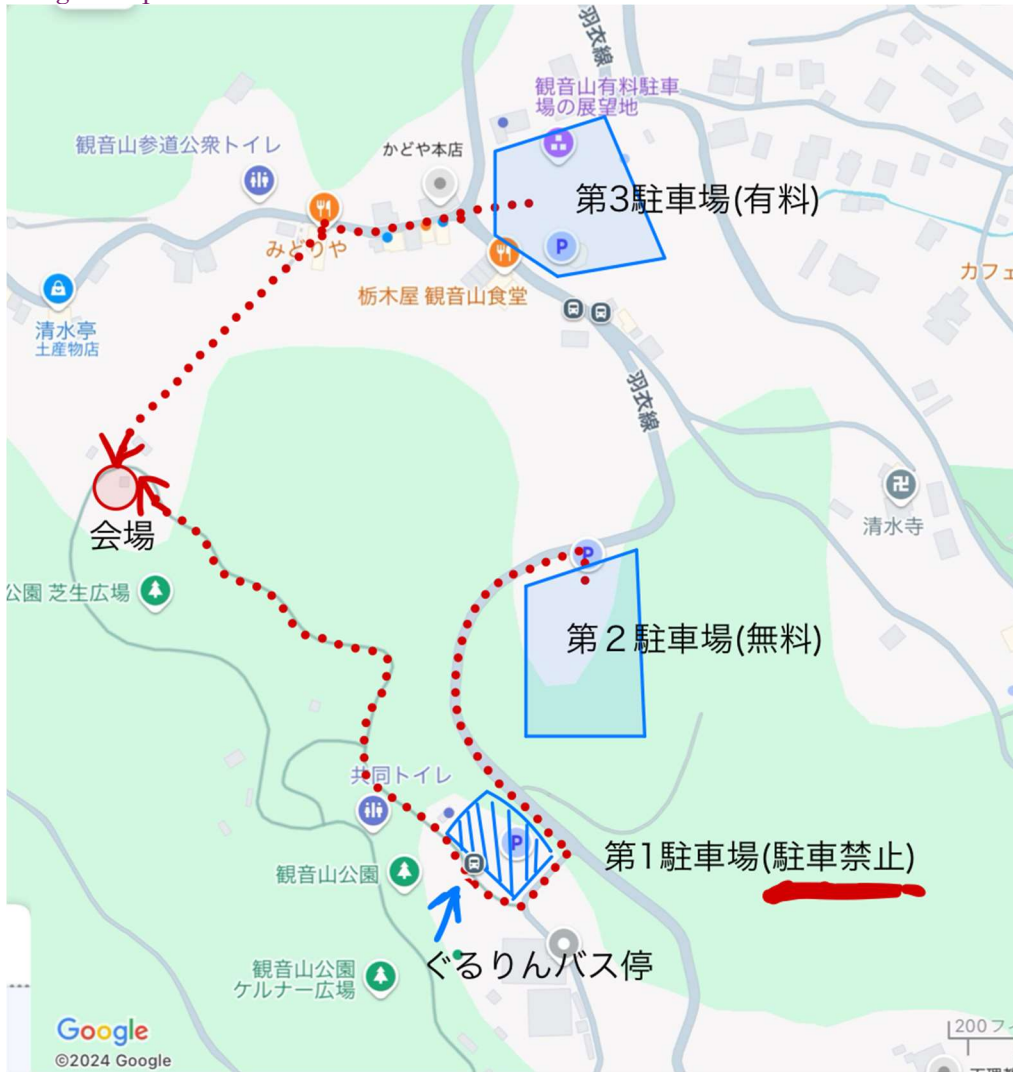 羽衣線
観音山有料駐車
場の展望地
観音山参道公衆トイレ
かどや本店
第3駐車場(有料)
P
みどりや
カフェ
栃木屋 観音山食堂
清水亭
土産物店
羽衣線
卍
清水寺
会場
P
公園 芝生広場
第2駐車場(無料)
共同トイレ
P
第1駐車場(駐車禁止)
観音山公園
ぐるりんバス停
観音山公園
ケルナー広場
Google
200フィ
©2024 Google